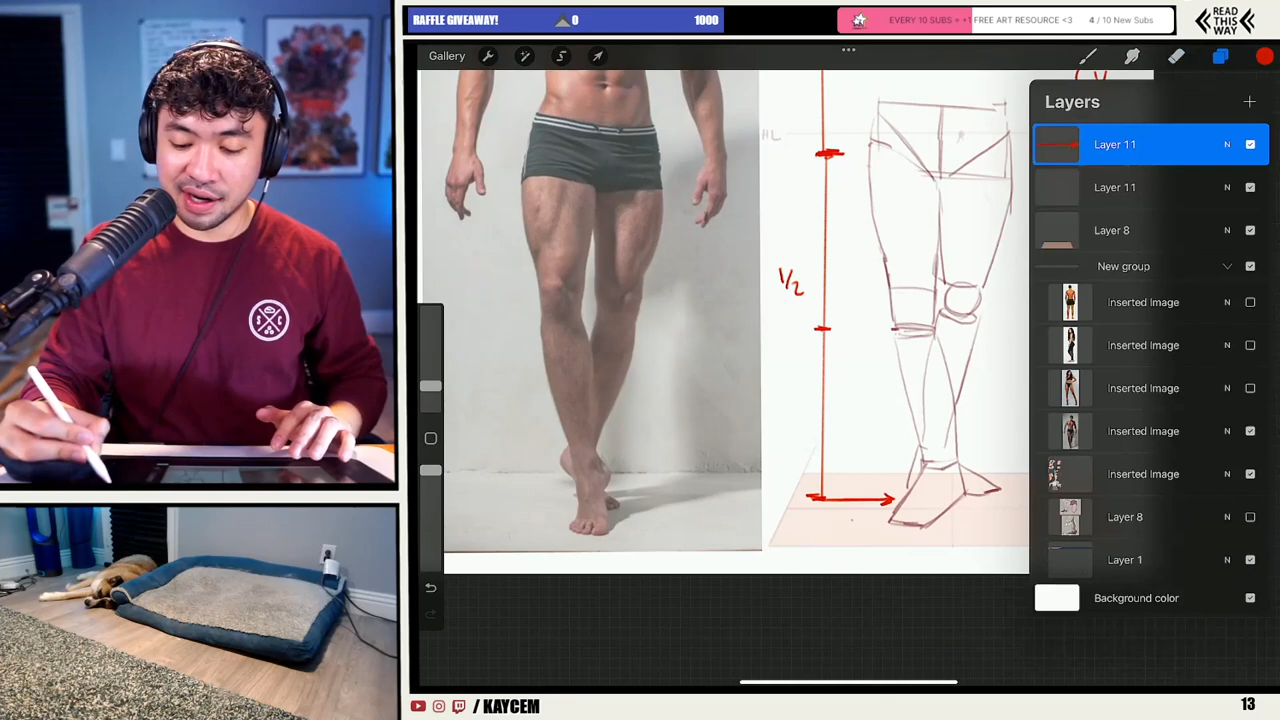 RAFFLE GIVEAWAY! 0 1000
EVERY 10 SUBS = +1 FREE ART RESOURCE <3 4 / 10 New Subs
READ
THIS
WAY
Gallery
Layers
Layer 11 N
Layer 11 N
Layer 8 N
New group
Inserted Image N
Inserted Image N
Inserted Image N
Inserted Image N
Inserted Image N
Layer 8 N
Layer 1 N
Background color
1/2
/ KAYCEM
13